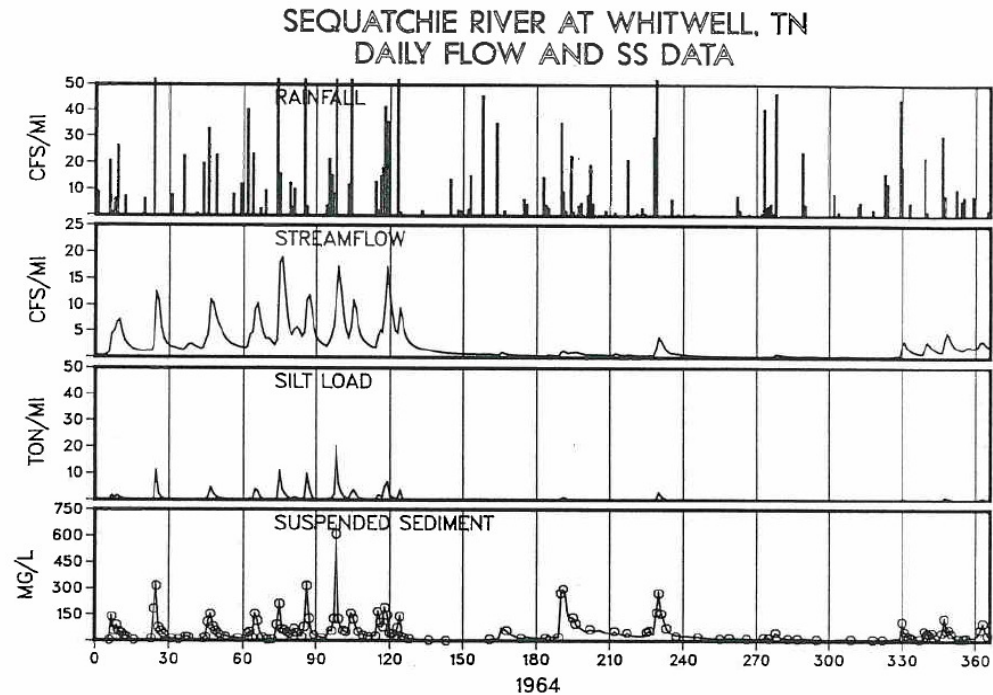 SEQUATCHIE RIVER AT WHITWELL, TN
DAILY FLOW AND SS DATA
50
40
30
20
10
CFS/MI
RAINFALL
25
20
15
10
5
CFS/MI
STREAMFLOW
50
40
30
20
10
TON/MI
SILT LOAD
750
600
450
300
150
MG/L
SUSPENDED SEDIMENT
0 30 60 90 120 150 180 210 240 270 300 330 360
1964